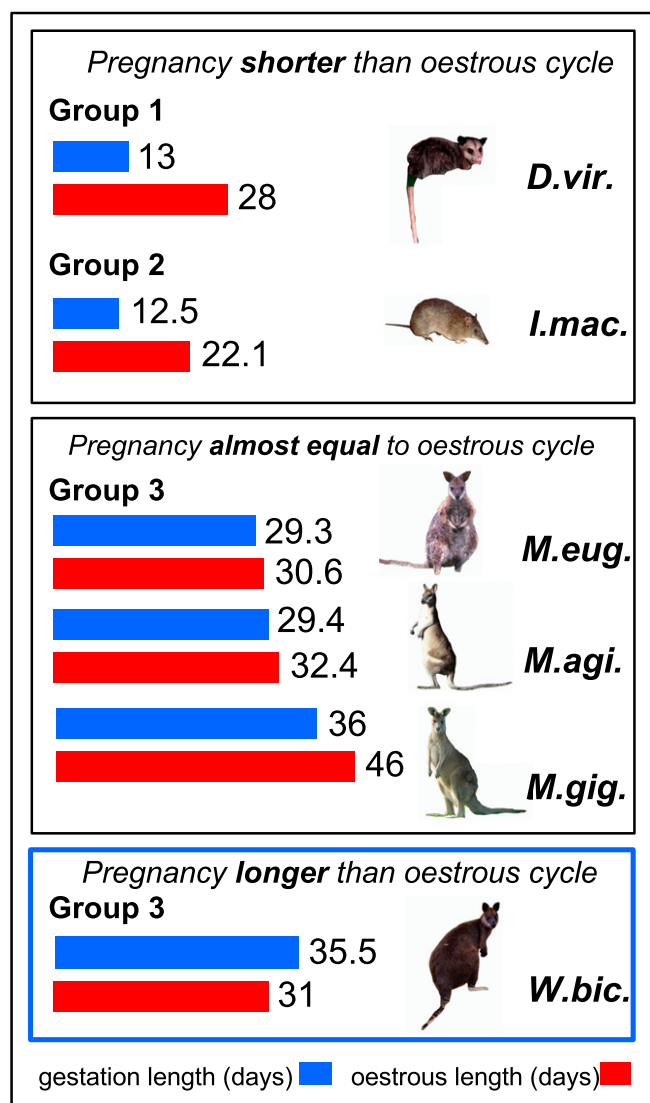 Pregnancy shorter than oestrous cycle
Group 1
13
D.vir.
28
Group 2
12.5
I.mac.
22.1
Pregnancy almost equal to oestrous cycle
Group 3
29.3
M.eug.
30.6
29.4
M.agi.
32.4
36
46
M.gig.
Pregnancy longer than oestrous cycle
Group 3
35.5
31
W.bic.
gestation length (days) oestrous length (days)